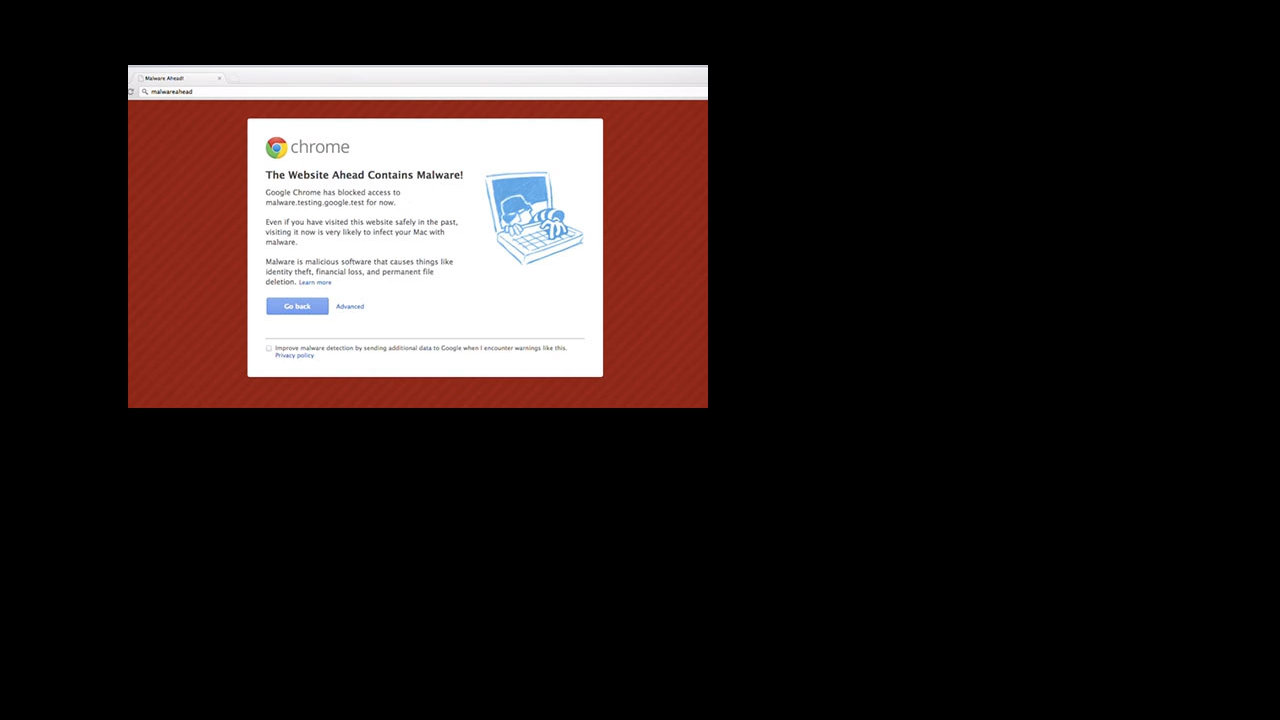 Malware Ahead!
malwareahead
chrome
The Website Ahead Contains Malware!
Google Chrome has blocked access to
malware.testing.google.test for now.
Even if you have visited this website safely in the past,
visiting it now is very likely to infect your Mac with
malware.
Malware is malicious software that causes things like
identity theft, financial loss, and permanent file
deletion. Learn more
Go back Advanced
Improve malware detection by sending additional data to Google when I encounter warnings like this.
Privacy policy